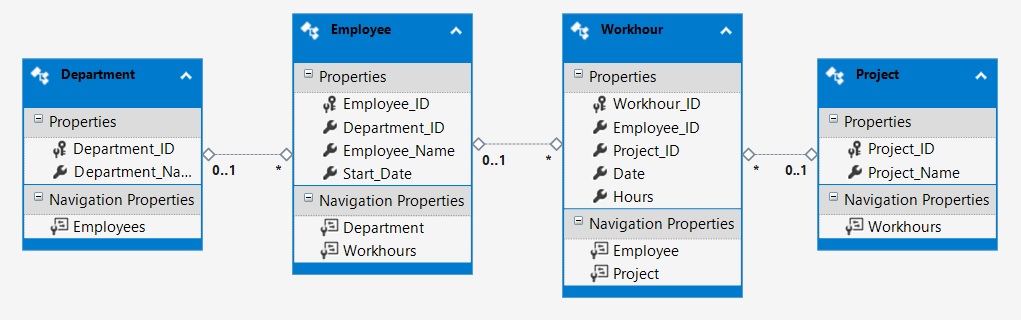 Department
Properties
Department_ID
Department_Na...
Navigation Properties
Employees
0..1
*
Employee
Properties
Employee_ID
Department_ID
Employee_Name
Start_Date
Navigation Properties
Department
Workhours
0..1
*
Workhour
Properties
Workhour_ID
Employee_ID
Project_ID
Date
Hours
Navigation Properties
Employee
Project
*
0..1
Project
Properties
Project_ID
Project_Name
Navigation Properties
Workhours